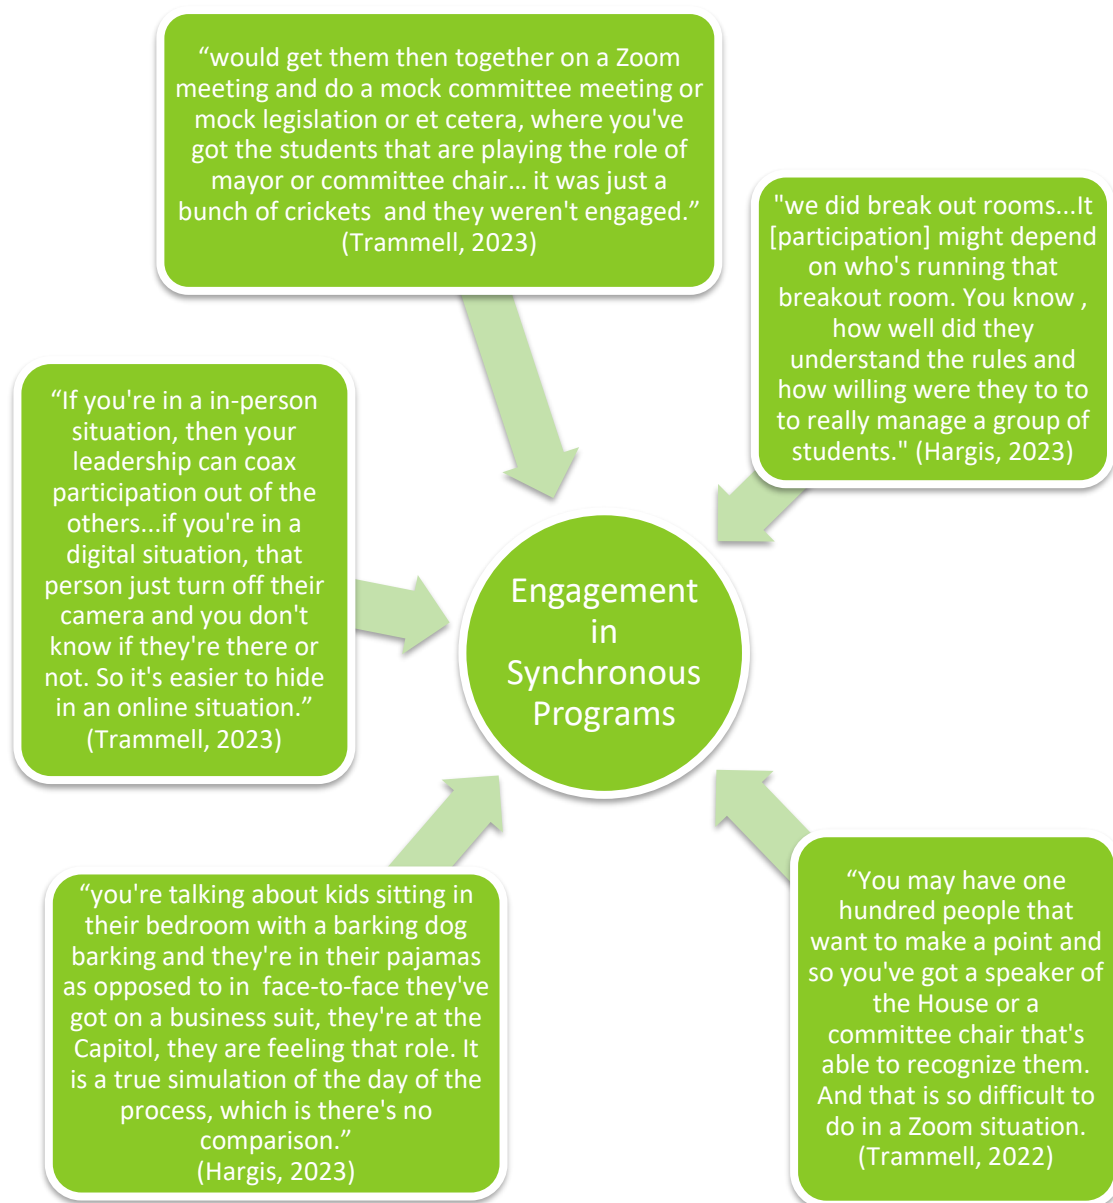 “would get them then together on a Zoom
meeting and do a mock committee meeting or
mock legislation or et cetera, where you've
got the students that are playing the role of
mayor or committee chair… it was just a
bunch of crickets  and they weren't engaged.”
(Trammell, 2023)
"we did break out rooms...It
[participation] might depend
on who's running that
breakout room. You know ,
how well did they
understand the rules and
how willing were they to to
to really manage a group of
students." (Hargis, 2023)
“If you're in a in-person
situation, then your
leadership can coax
participation out of the
others...if you're in a
digital situation, that
person just turn off their
camera and you don't
know if they're there or
not. So it's easier to hide
in an online situation.”
(Trammell, 2023)
Engagement
in
Synchronous
Programs
“you're talking about kids sitting in
their bedroom with a barking dog
barking and they're in their pajamas
as opposed to in  face-to-face they've
got on a business suit, they're at the
Capitol, they are feeling that role. It
is a true simulation of the day of the
process, which is there's no
comparison.”
(Hargis, 2023)
“You may have one
hundred people that
want to make a point and
so you've got a speaker of
the House or a
committee chair that's
able to recognize them.
And that is so difficult to
do in a Zoom situation.
(Trammell, 2022)